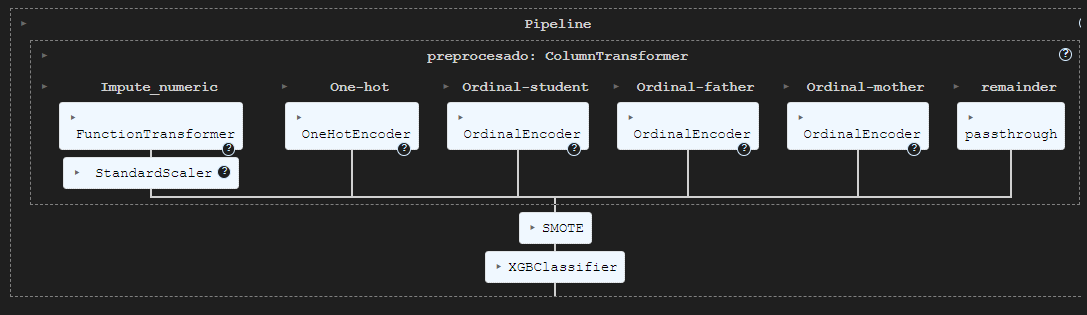 Pipeline
preprocesado: ColumnTransformer
?
Impute_numeric One-hot Ordinal-student Ordinal-father Ordinal-mother remainder
FunctionTransformer OneHotEncoder OrdinalEncoder OrdinalEncoder OrdinalEncoder passthrough
? ? ? ? ?
StandardScaler ?
SMOTE
XGBClassifier